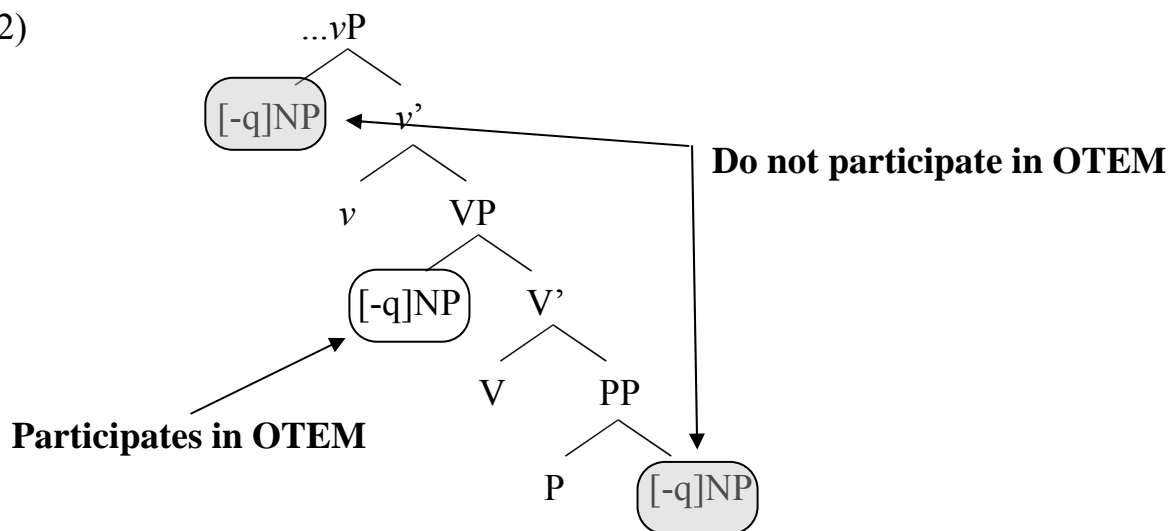 2)
...vP
[-q]NP
v’
Do not participate in OTEM
v
VP
[-q]NP
V’
V
PP
Participates in OTEM
P
[-q]NP